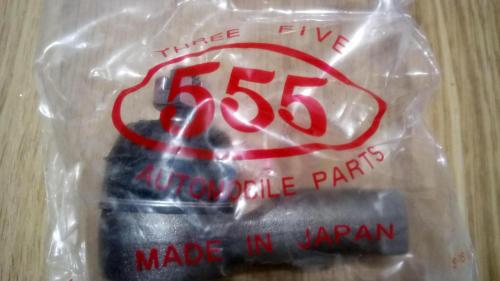 THREE FIVE
555
AUTOMOBILE PARTS
MADE IN JAPAN